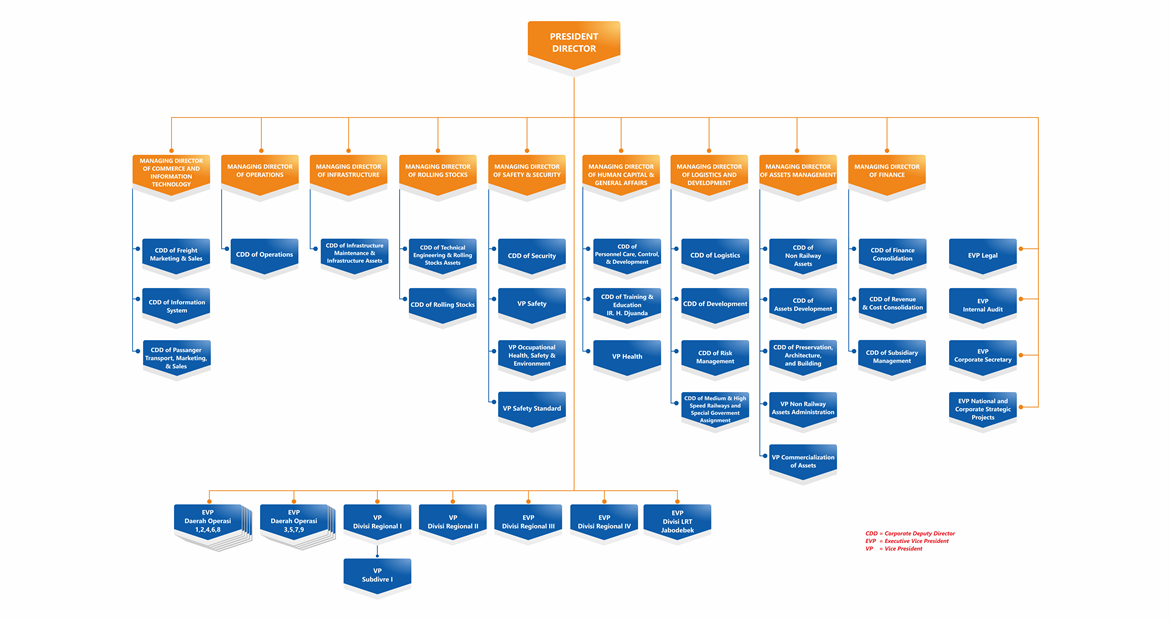 PRESIDENT
DIRECTOR
MANAGING DIRECTOR
OF COMMERCE AND
INFORMATION
TECHNOLOGY
MANAGING DIRECTOR
OF OPERATIONS
MANAGING DIRECTOR
OF INFRASTRUCTURE
MANAGING DIRECTOR
OF ROLLING STOCKS
MANAGING DIRECTOR
OF SAFETY & SECURITY
MANAGING DIRECTOR
OF HUMAN CAPITAL &
GENERAL AFFAIRS
MANAGING DIRECTOR
OF LOGISTICS AND
DEVELOPMENT
MANAGING DIRECTOR
OF ASSETS MANAGEMENT
MANAGING DIRECTOR
OF FINANCE
CDD of Freight
Marketing & Sales
CDD of Operations
CDD of Infrastructure
Maintenance &
Infrastructure Assets
CDD of Technical
Engineering & Rolling
Stocks Assets
CDD of Security
CDD of
Personnel Care, Control,
& Development
CDD of Logistics
CDD of
Non Railway
Assets
CDD of Finance
Consolidation
EVP Legal
CDD of Information
System
CDD of Rolling Stocks
VP Safety
CDD of Training &
Education
IR. H. Djuanda
CDD of Development
CDD of
Assets Development
CDD of Revenue
& Cost Consolidation
EVP
Internal Audit
CDD of Passanger
Transport, Marketing,
& Sales
VP Occupational
Health, Safety &
Environment
VP Health
CDD of Risk
Management
CDD of Preservation,
Architecture,
and Building
CDD of Subsidiary
Management
EVP
Corporate Secretary
VP Safety Standard
CDD of Medium & High
Speed Railways and
Special Goverment
Assignment
VP Non Railway
Assets Administration
EVP National and
Corporate Strategic
Projects
VP Commercialization
of Assets
EVP
Daerah Operasi
1,2,4,6,8
EVP
Daerah Operasi
3,5,7,9
VP
Divisi Regional I
VP
Divisi Regional II
EVP
Divisi Regional III
EVP
Divisi Regional IV
EVP
Divisi LRT
Jabodebek
VP
Subdivre I
CDD = Corporate Deputy Director
EVP = Executive Vice President
VP = Vice President